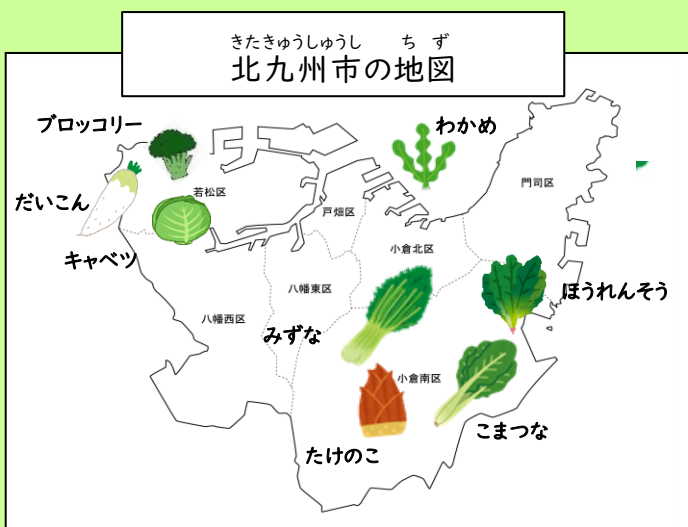 きたきゅうしゅうし ちず
北九州市の地図
ブロッコリー
わかめ
若松区
門司区
だいこん
戸畑区
小倉北区
キャベツ
八幡東区
ほうれんそう
八幡西区
みずな
小倉南区
こまつな
たけのこ